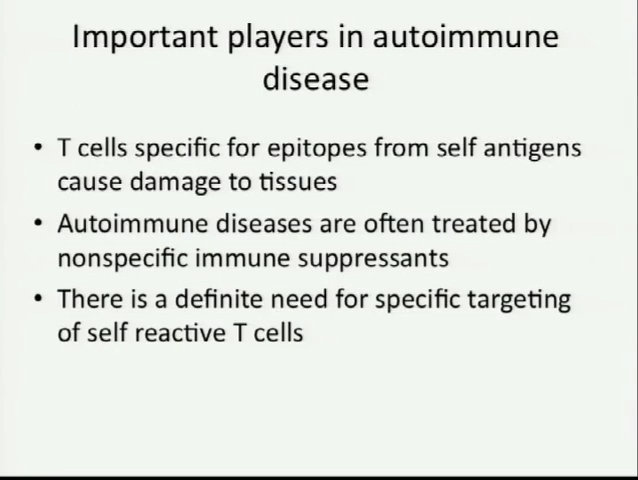 Important players in autoimmune
disease
• T cells specific for epitopes from self antigens
cause damage to tissues
• Autoimmune diseases are often treated by
nonspecific immune suppressants
• There is a definite need for specific targeting
of self reactive T cells